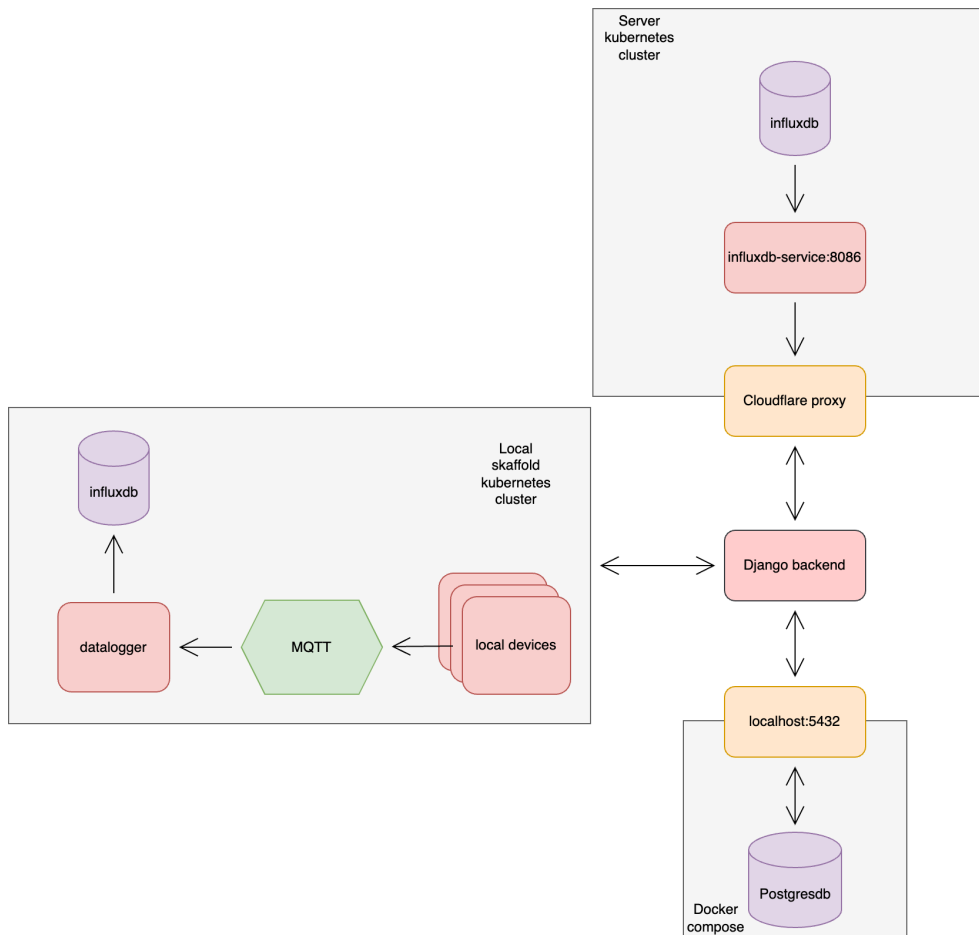 Server
kubernetes
cluster
influxdb
influxdb-service:8086
Cloudflare proxy
Local
skaffold
kubernetes
cluster
influxdb
Django backend
datalogger
MQTT
local devices
localhost:5432
Postgresdb
Docker
compose